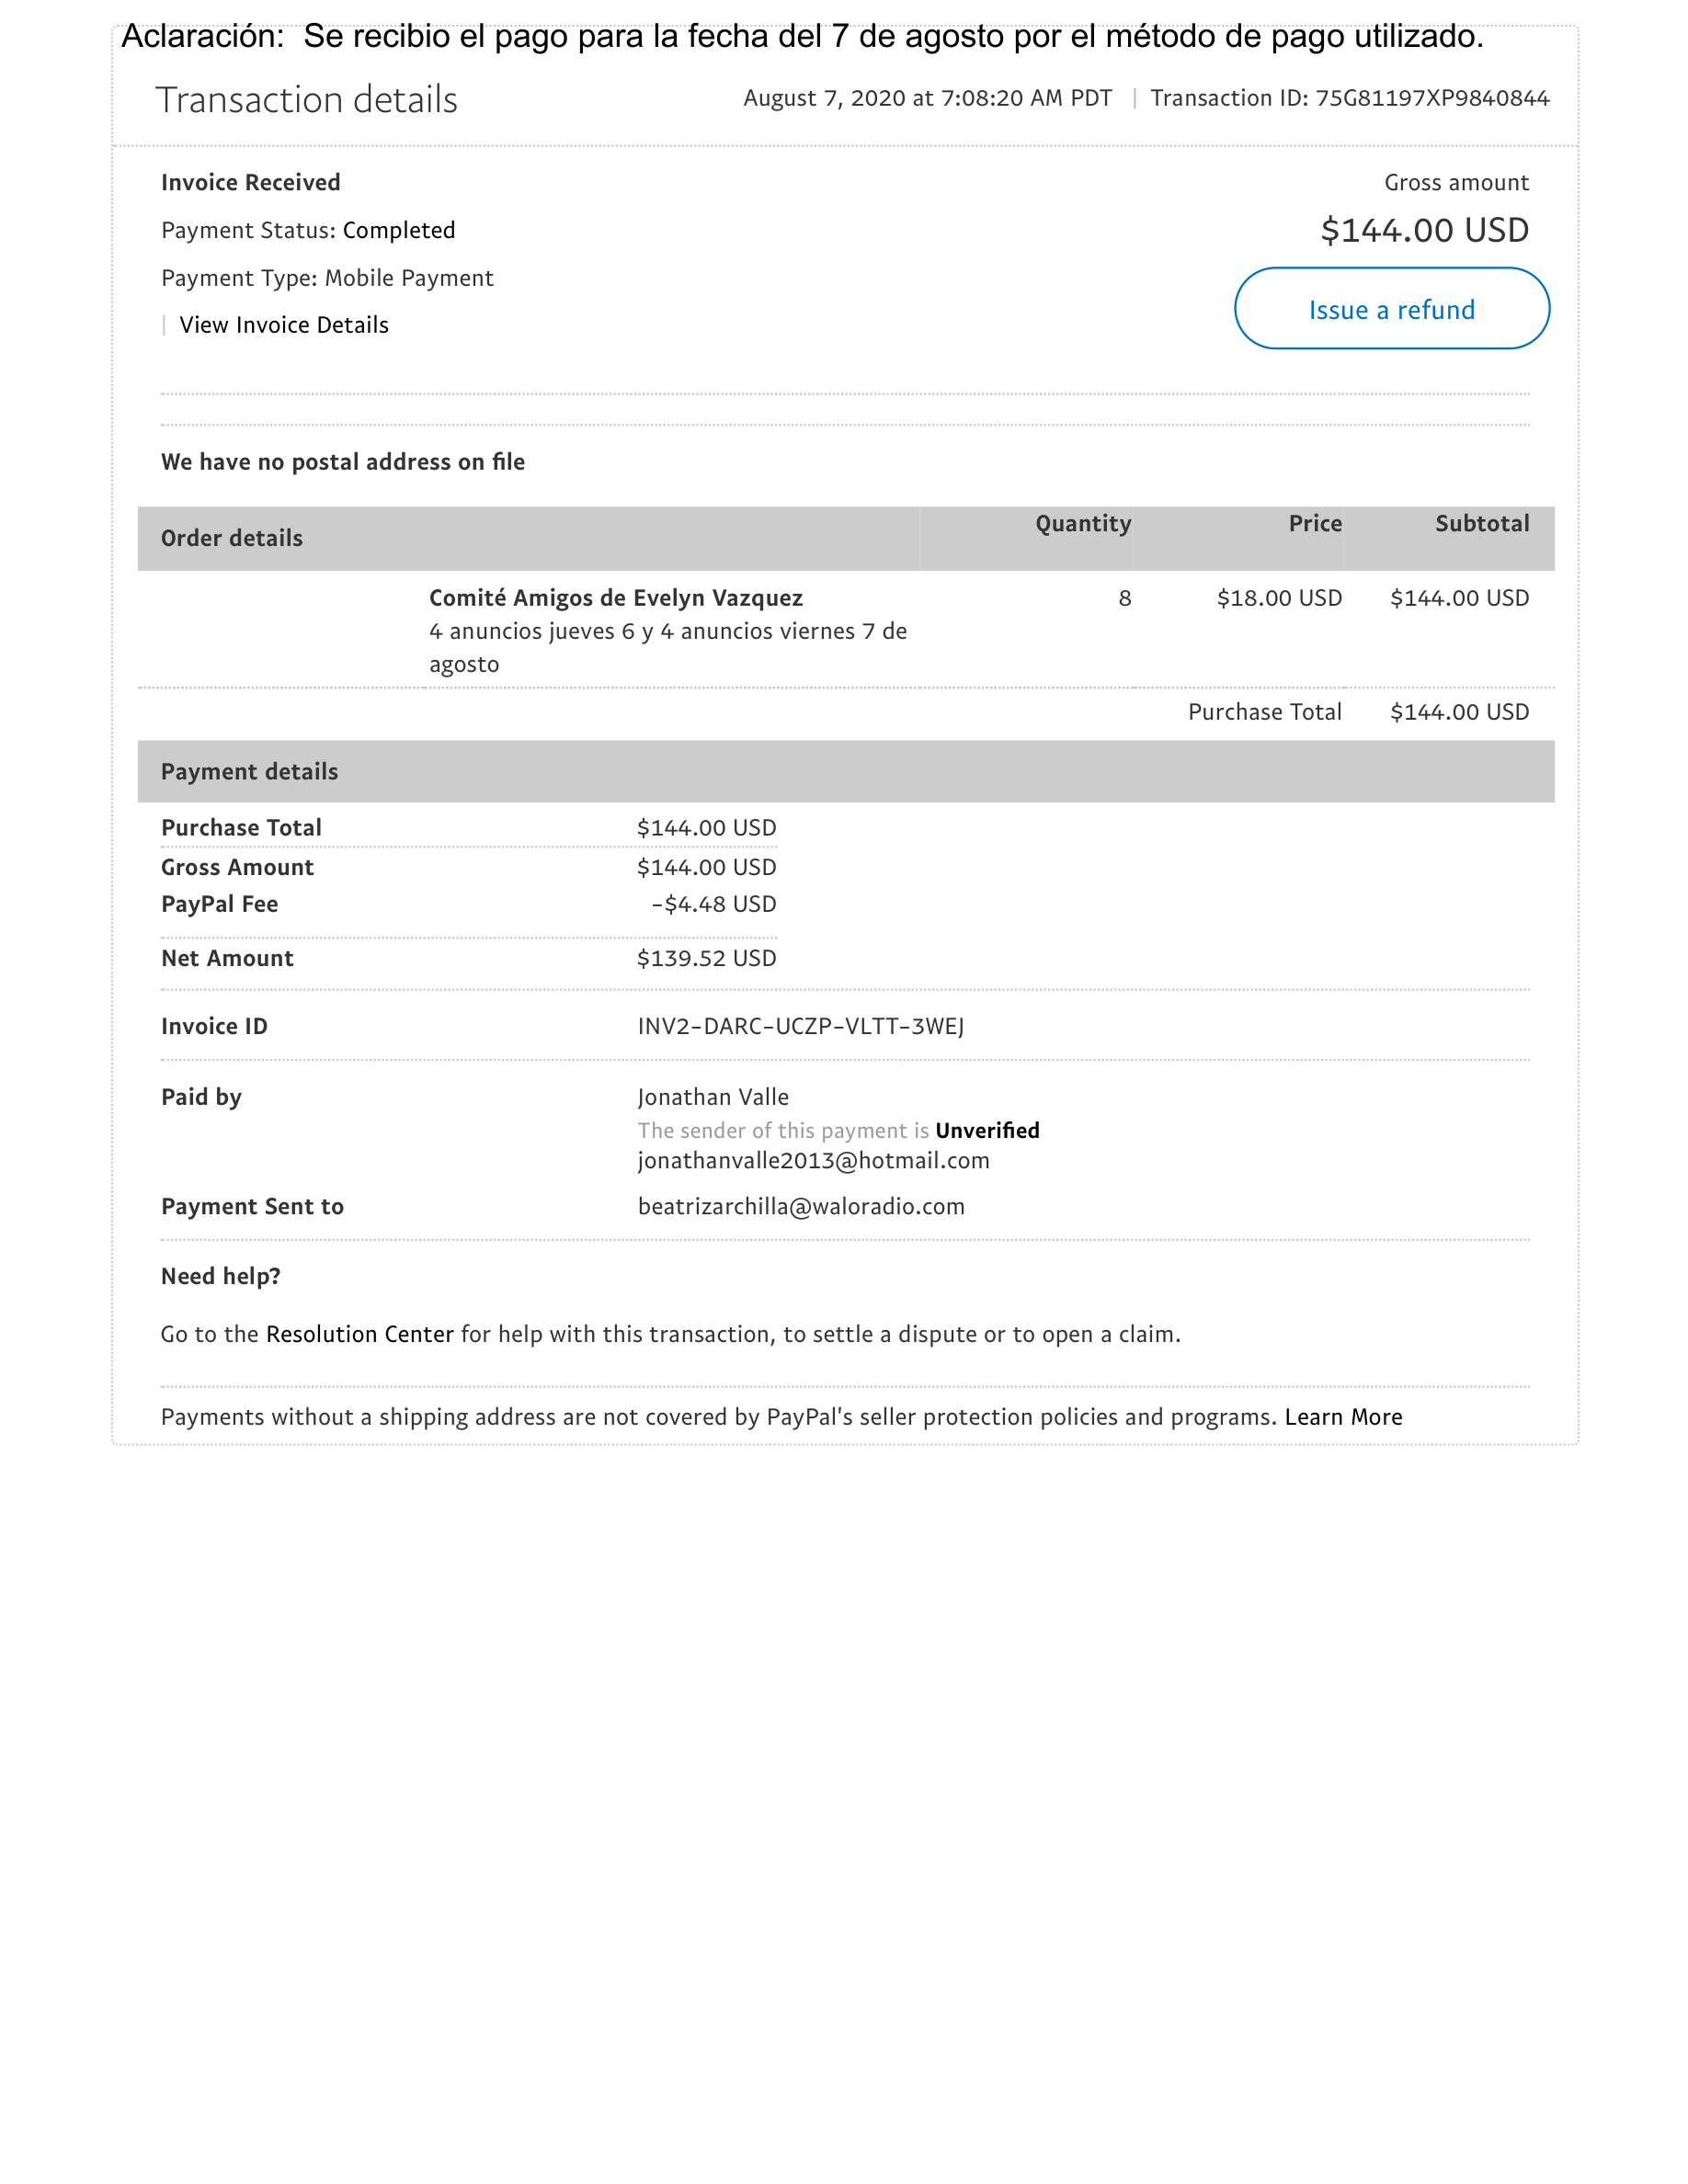 Aclaración:  Se recibio el pago para la fecha del 7 de agosto por el método de pago utilizado.
Transaction details
August 7, 2020 at 7:08:20 AM PDT | Transaction ID: 75G81197XP9840844
Invoice Received
Gross amount
Payment Status: Completed
$144.00 USD
Payment Type: Mobile Payment
Issue a refund
| View Invoice Details
We have no postal address on file
Order details Quantity Price Subtotal
Comité Amigos de Evelyn Vazquez 8 $18.00 USD $144.00 USD
4 anuncios jueves 6 y 4 anuncios viernes 7 de
agosto
Purchase Total $144.00 USD
Payment details
Purchase Total $144.00 USD
Gross Amount $144.00 USD
PayPal Fee -$4.48 USD
Net Amount $139.52 USD
Invoice ID INV2-DARC-UCZP-VLTT-3WEJ
Paid by Jonathan Valle
The sender of this payment is Unverified
jonathanvalle2013@hotmail.com
Payment Sent to beatrizarchilla@waloradio.com
Need help?
Go to the Resolution Center for help with this transaction, to settle a dispute or to open a claim.
Payments without a shipping address are not covered by PayPal's seller protection policies and programs. Learn More